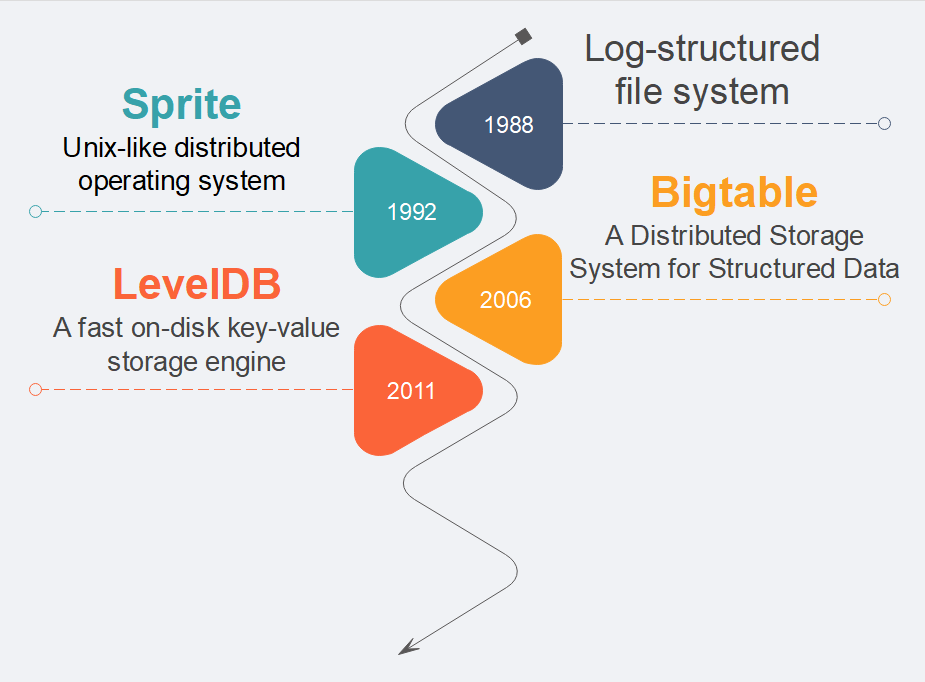 Log-structured
file system
1988
Sprite
Unix-like distributed
operating system
1992
Bigtable
A Distributed Storage
System for Structured Data
2006
LevelDB
A fast on-disk key-value
storage engine
2011